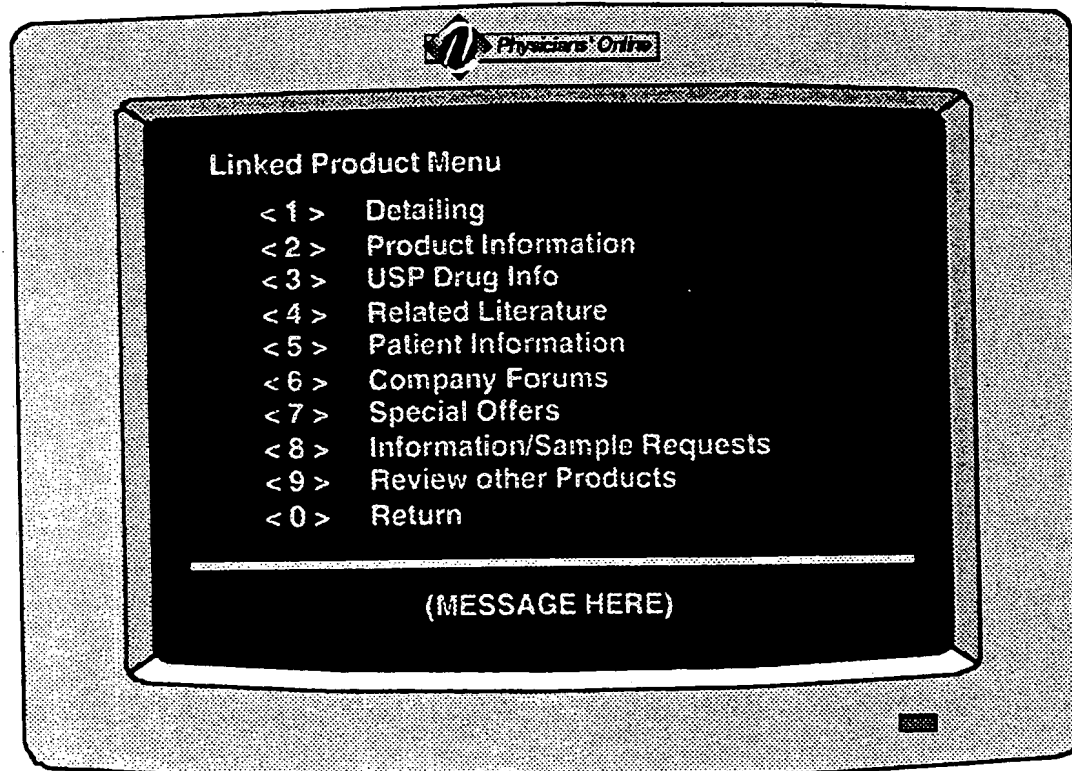 Physicians' Online
Linked Product Menu
< 1 > Detailing
< 2 > Product Information
< 3 > USP Drug Info
< 4 > Related Literature
< 5 > Patient Information
< 6 > Company Forums
< 7 > Special Offers
< 8 > Information/Sample Requests
< 9 > Review other Products
< 0 > Return
(MESSAGE HERE)